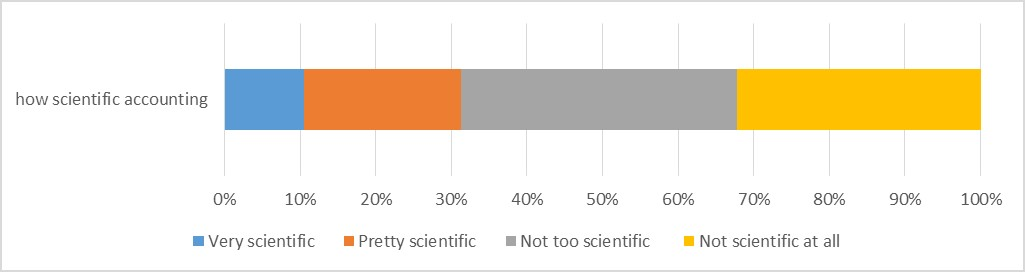 how scientific accounting
0% 10% 20% 30% 40% 50% 60% 70% 80% 90% 100%
Very scientific Pretty scientific Not too scientific Not scientific at all